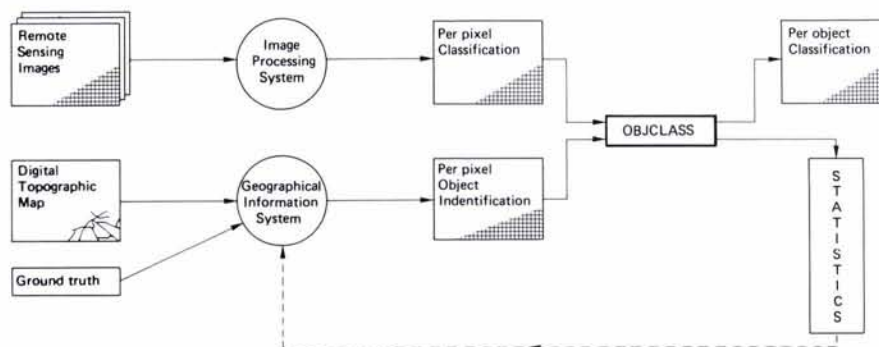 Remote
Sensing
Images
Image
Processing
System
Per pixel
Classification
Per object
Classification
OBJCLASS
Digital
Topographic
Map
Geographical
Information
System
Per pixel
Object
Indentification
Ground truth
STATISTICS